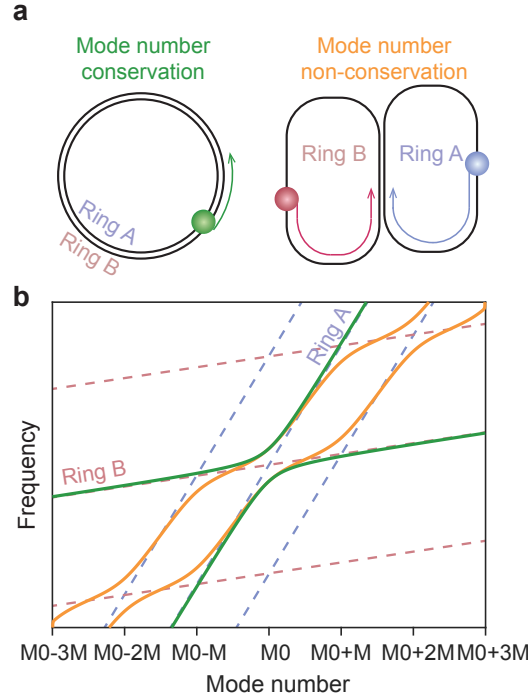 a
Mode number
conservation
Mode number
non-conservation
Ring A
Ring B
Ring B
Ring A
b
Frequency
Ring A
Ring B
M0-3M M0-2M M0-M M0 M0+M M0+2M M0+3M
Mode number